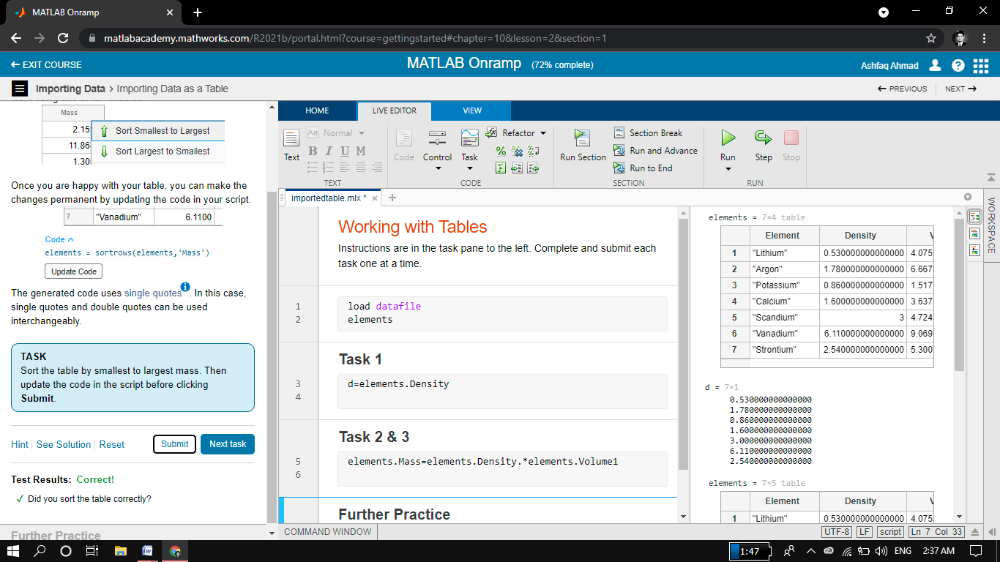 MATLAB Onramp
matlabacademy.mathworks.com/R2021b/portal.html?course=gettingstarted#chapter=10&lesson=2&section=1
EXIT COURSE
MATLAB Onramp (72% complete)
Ashfaq Ahmad
Importing Data > Importing Data as a Table
PREVIOUS
NEXT
Mass
2.15
11.86
1.30
Sort Smallest to Largest
Sort Largest to Smallest
Once you are happy with your table, you can make the
changes permanent by updating the code in your script.
7 "Vanadium" 6.1100
Code
elements = sortrows(elements,'Mass')
Update Code
The generated code uses single quotes . In this case,
single quotes and double quotes can be used
interchangeably.
TASK
Sort the table by smallest to largest mass. Then
update the code in the script before clicking
Submit.
Hint See Solution Reset Submit Next task
Test Results: Correct!
✓ Did you sort the table correctly?
Further Practice
HOME LIVE EDITOR VIEW
Text
Aa Normal
B I U M
TEXT
Code
Control
Task
Refactor
CODE
Run Section
Section Break
Run and Advance
Run to End
SECTION
Run
Step
Stop
RUN
importedtable.mlx * × +
Working with Tables
Instructions are in the task pane to the left. Complete and submit each
task one at a time.
1 load datafile
2 elements
Task 1
3 d=elements.Density
4
Task 2 & 3
5 elements.Mass=elements.Density.*elements.Volume1
6
Further Practice
COMMAND WINDOW
elements = 7×4 table
Element Density V
1 "Lithium" 0.530000000000000 4.075
2 "Argon" 1.780000000000000 6.667
3 "Potassium" 0.860000000000000 1.517
4 "Calcium" 1.600000000000000 3.637
5 "Scandium" 3 4.724
6 "Vanadium" 6.110000000000000 9.069
7 "Strontium" 2.540000000000000 5.300
d = 7×1
0.530000000000000
1.780000000000000
0.860000000000000
1.600000000000000
3.000000000000000
6.110000000000000
2.540000000000000
elements = 7×5 table
Element Density V
1 "Lithium" 0.530000000000000 4.075
WORKSPACE
UTF-8 LF script Ln 7 Col 33
1:47
ENG 2:37 AM